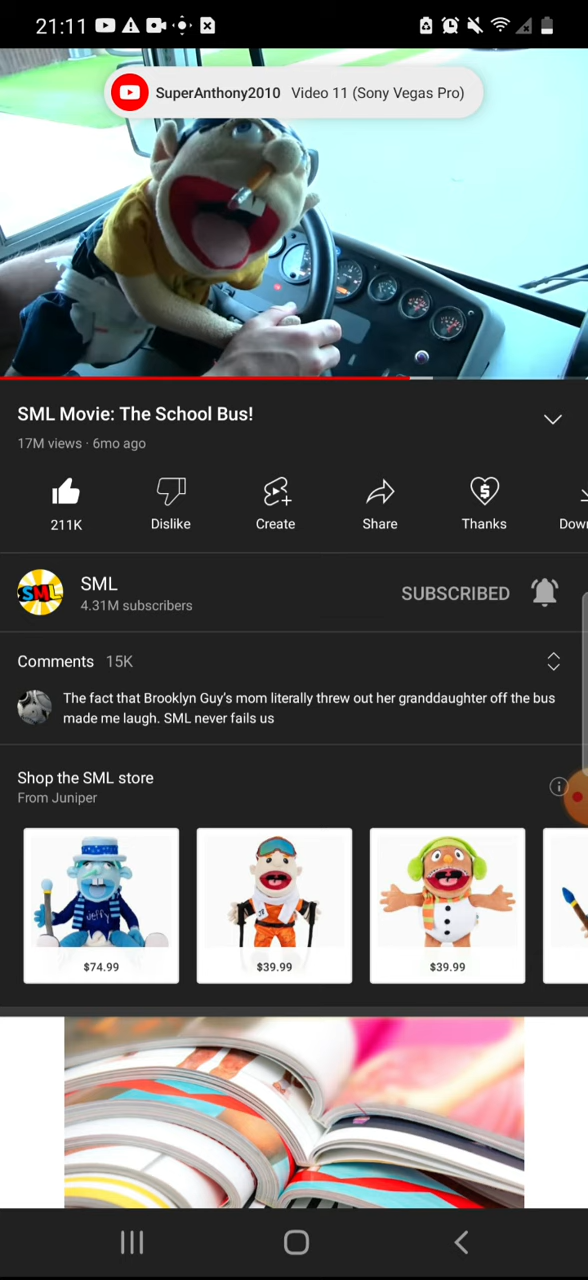 21:11
SuperAnthony2010 Video 11 (Sony Vegas Pro)
SML Movie: The School Bus!
17M views · 6mo ago
211K
Dislike
Create
Share
Thanks
Down
SML
SML
4.31M subscribers
SUBSCRIBED
Comments 15K
The fact that Brooklyn Guy's mom literally threw out her granddaughter off the bus
made me laugh. SML never fails us
Shop the SML store
From Juniper
Jeffy
$74.99
$39.99
$39.99